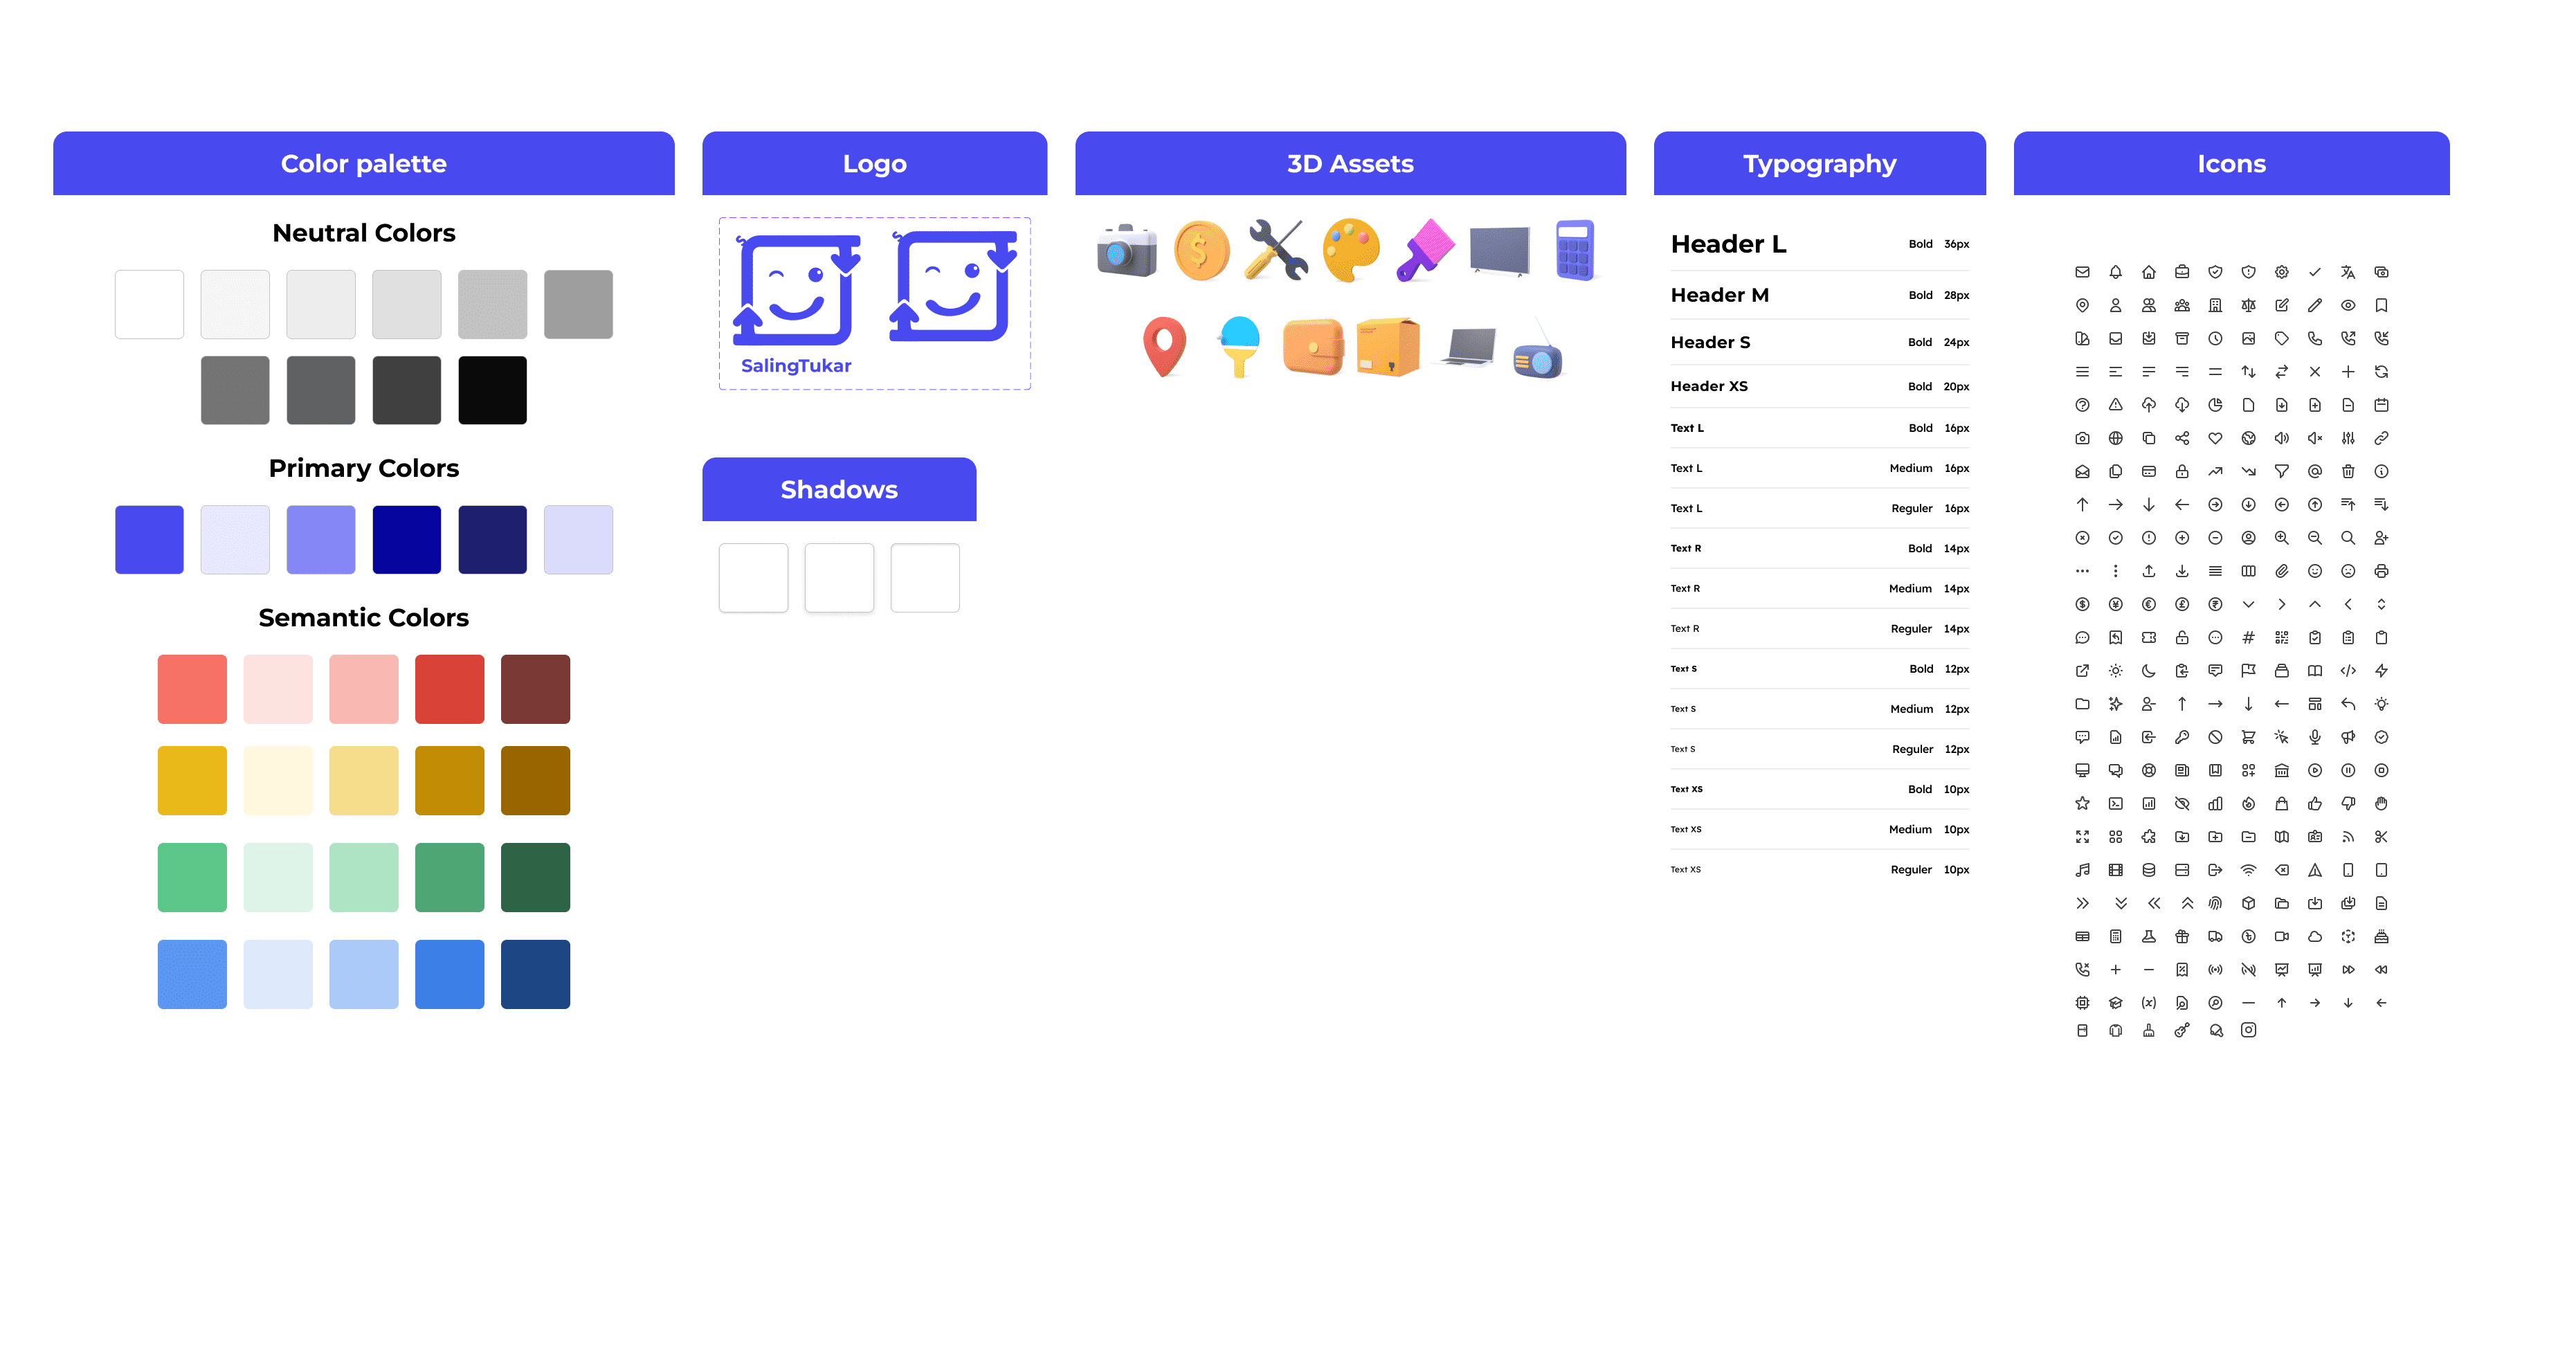 Color palette
Neutral Colors
Primary Colors
Semantic Colors
Logo
SalingTukar
Shadows
3D Assets
Typography
Header L Bold 36px
Header M Bold 28px
Header S Bold 24px
Header XS Bold 20px
Text L Bold 16px
Text L Medium 16px
Text L Reguler 16px
Text R Bold 14px
Text R Medium 14px
Text R Reguler 14px
Text S Bold 12px
Text S Medium 12px
Text S Reguler 12px
Text XS Bold 10px
Text XS Medium 10px
Text XS Reguler 10px
Icons